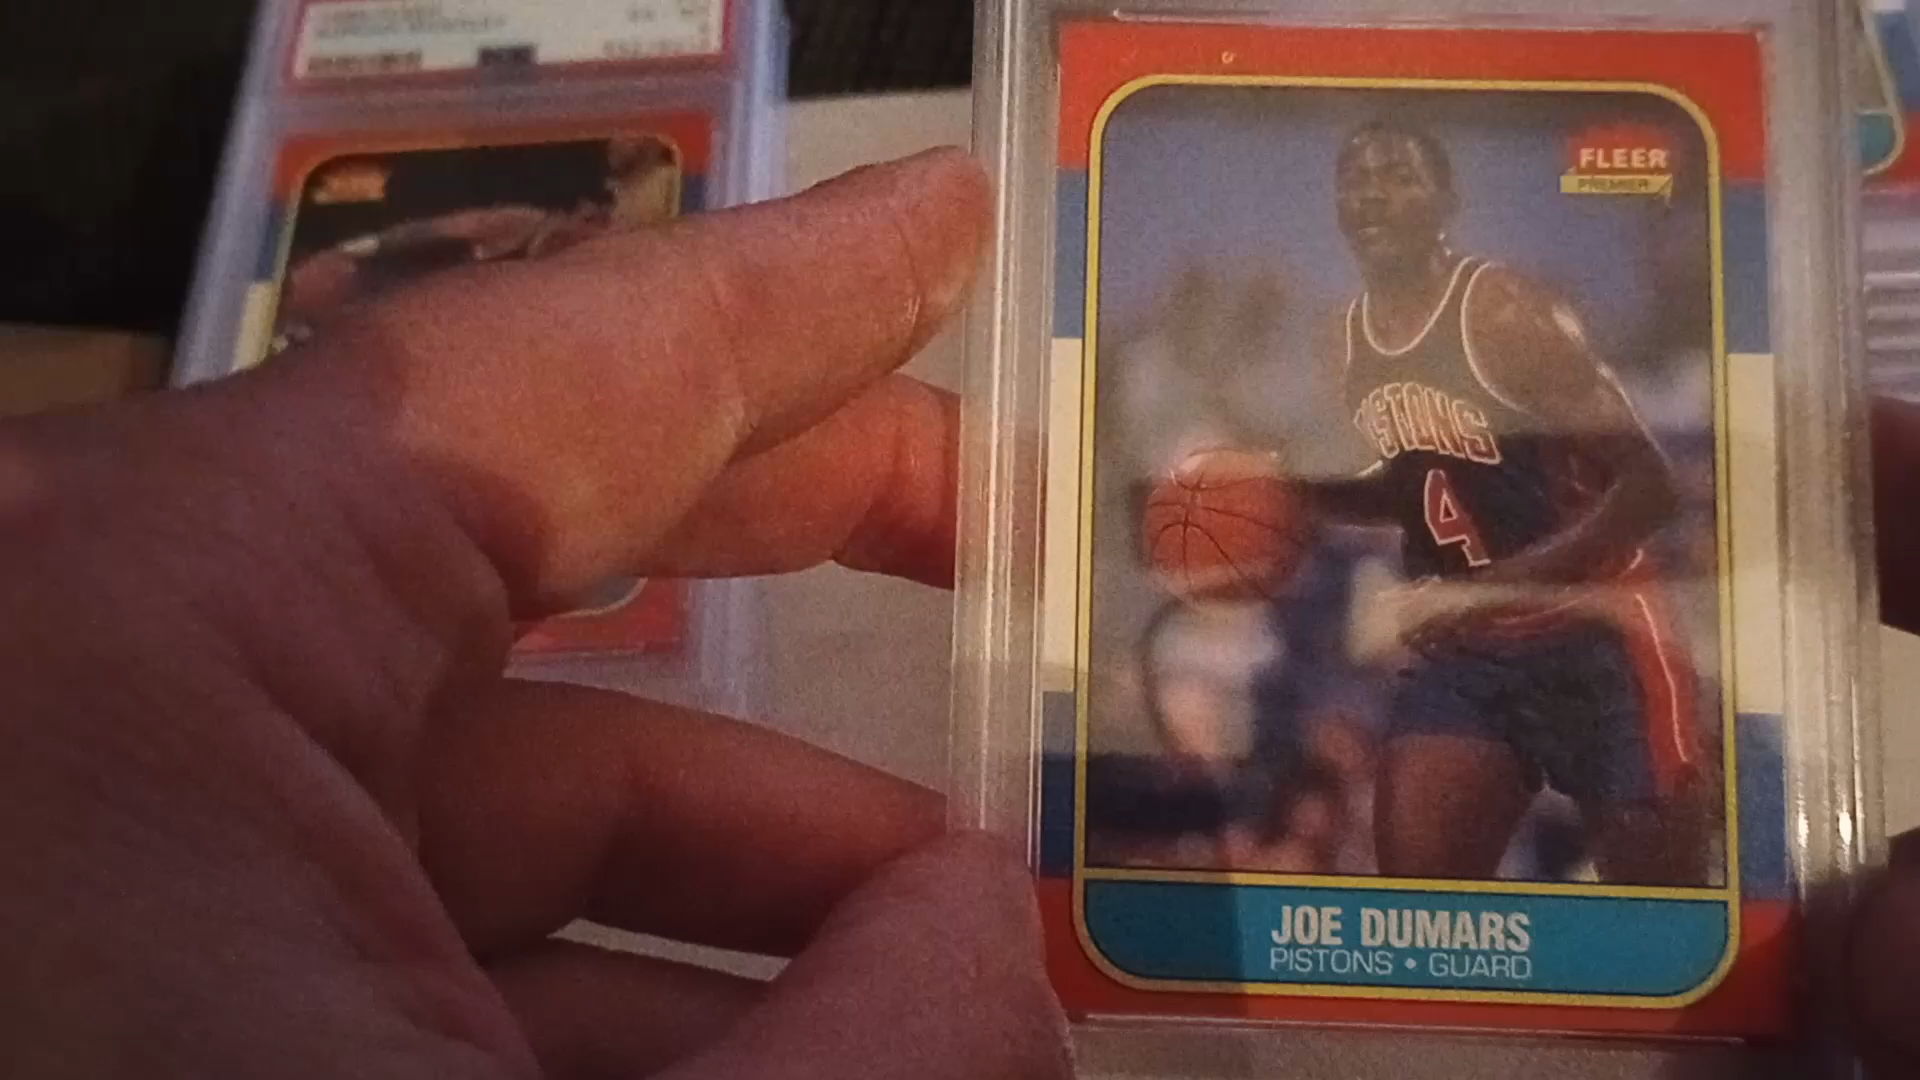 FLEER
PREMIER
PISTONS
4
JOE DUMARS
PISTONS • GUARD